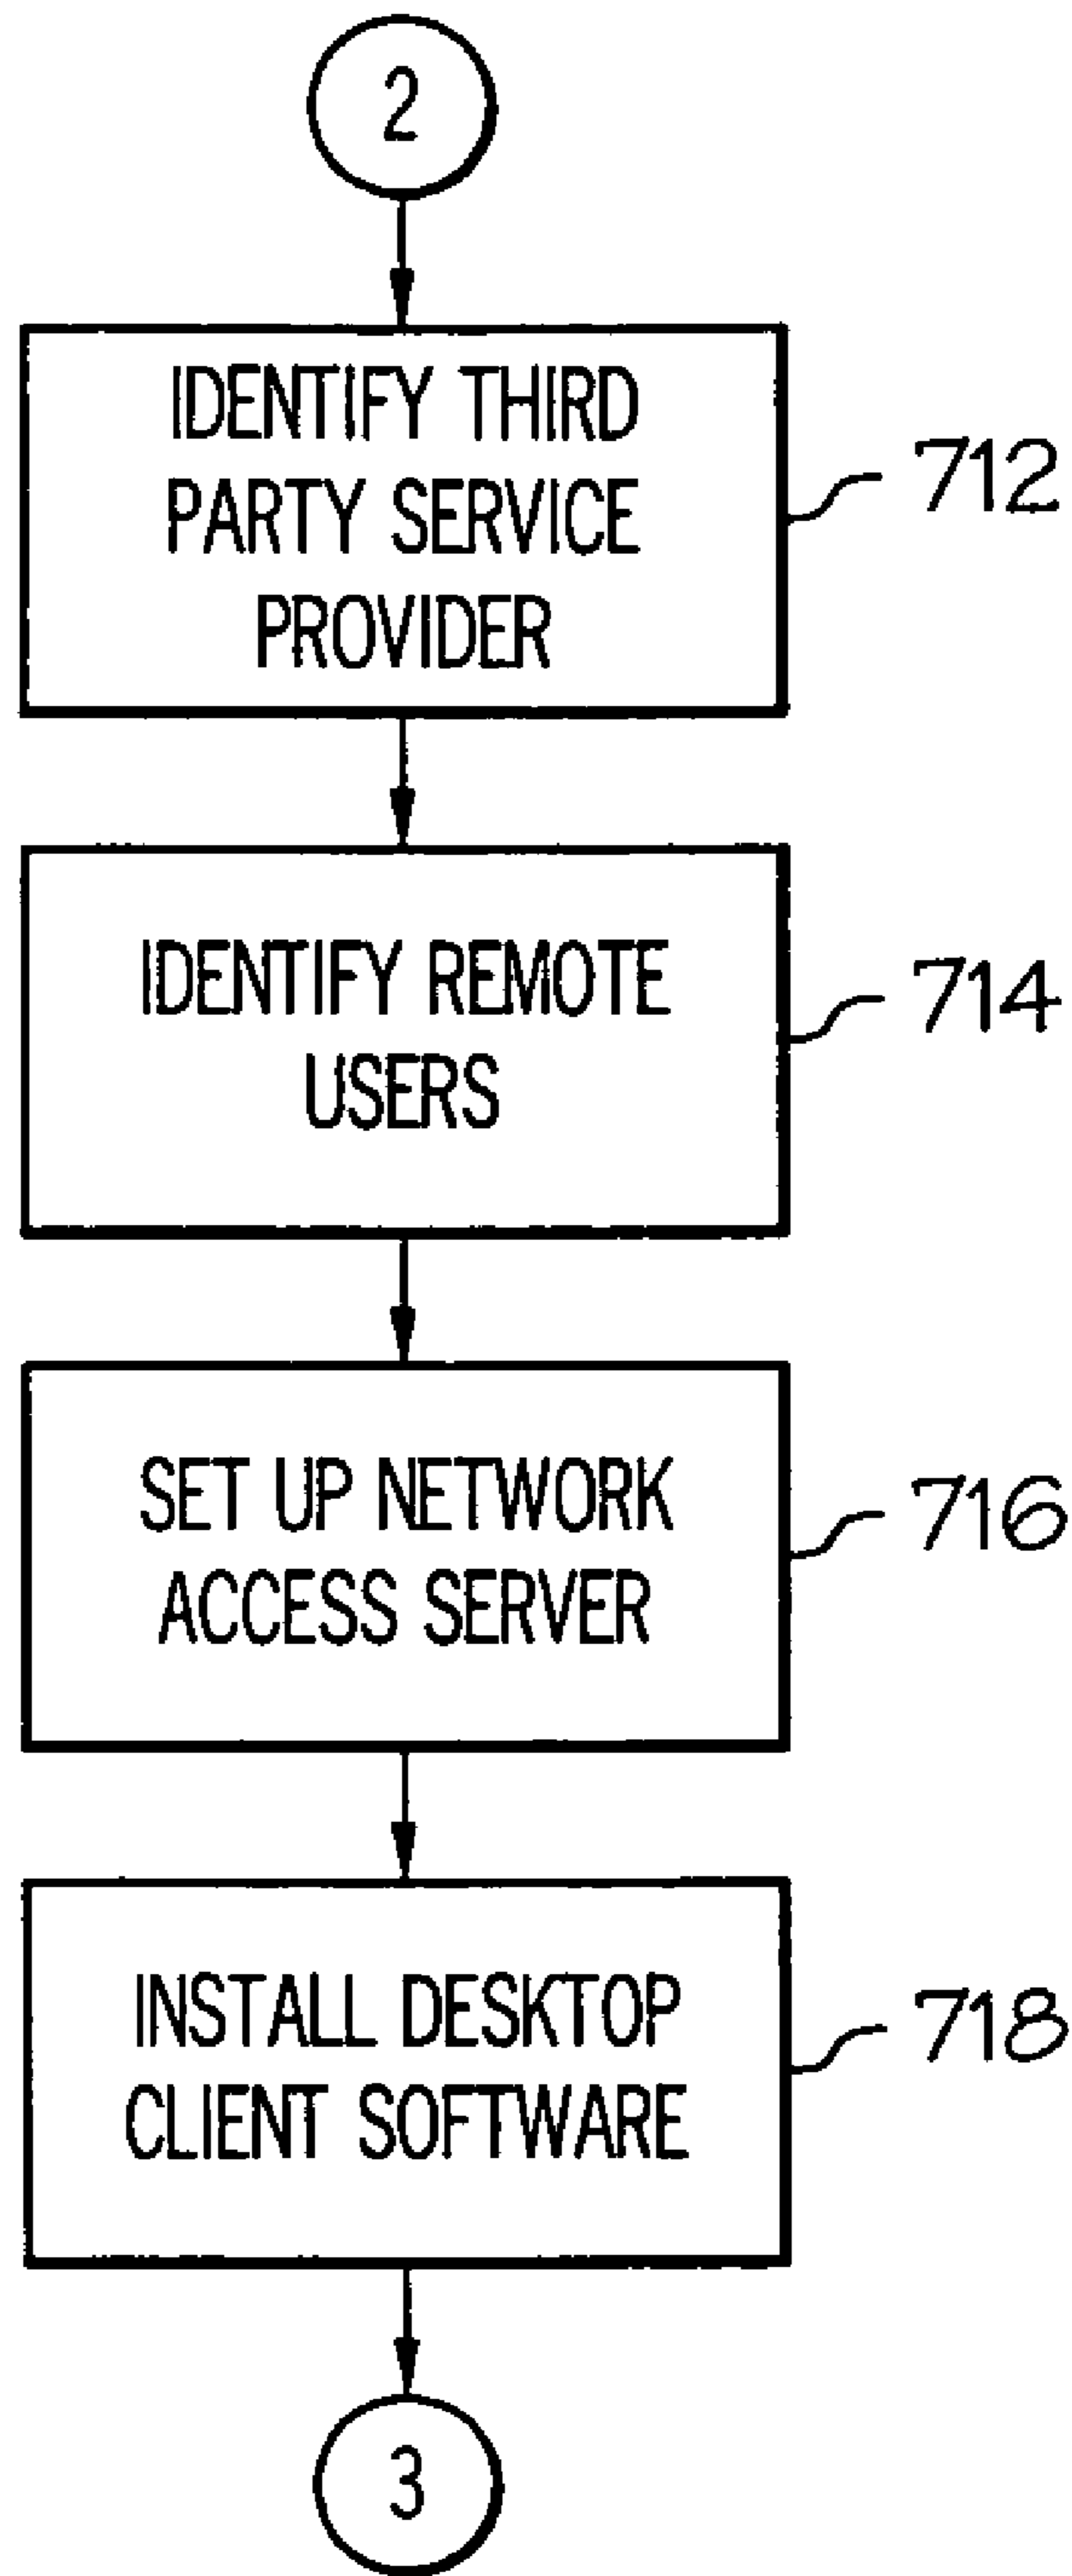 2
IDENTIFY THIRD
PARTY SERVICE
PROVIDER
712
IDENTIFY REMOTE
USERS
714
SET UP NETWORK
ACCESS SERVER
716
INSTALL DESKTOP
CLIENT SOFTWARE
718
3